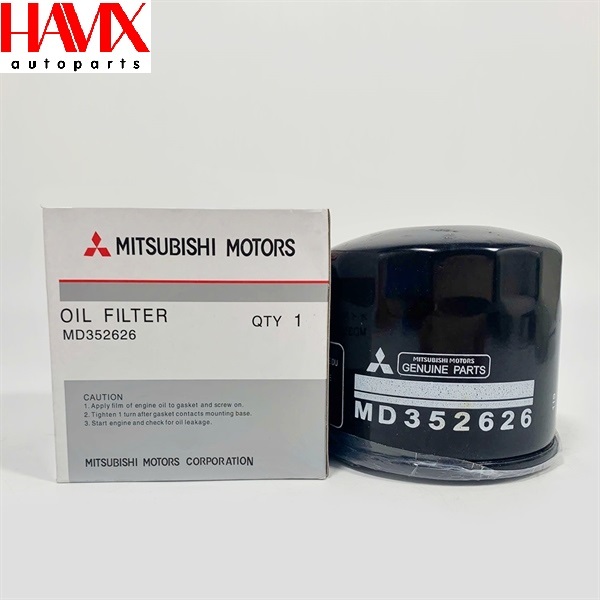 HAMX
autoparts
MITSUBISHI MOTORS
OIL FILTER
QTY 1
MD352626
CAUTION
1. Apply film of engine oil to gasket and screw on.
2. Tighten 1 turn after gasket contacts mounting base.
3. Start engine and check for oil leakage.
MITSUBISHI MOTORS CORPORATION
MITSUBISHI MOTORS
GENUINE PARTS
MD352626